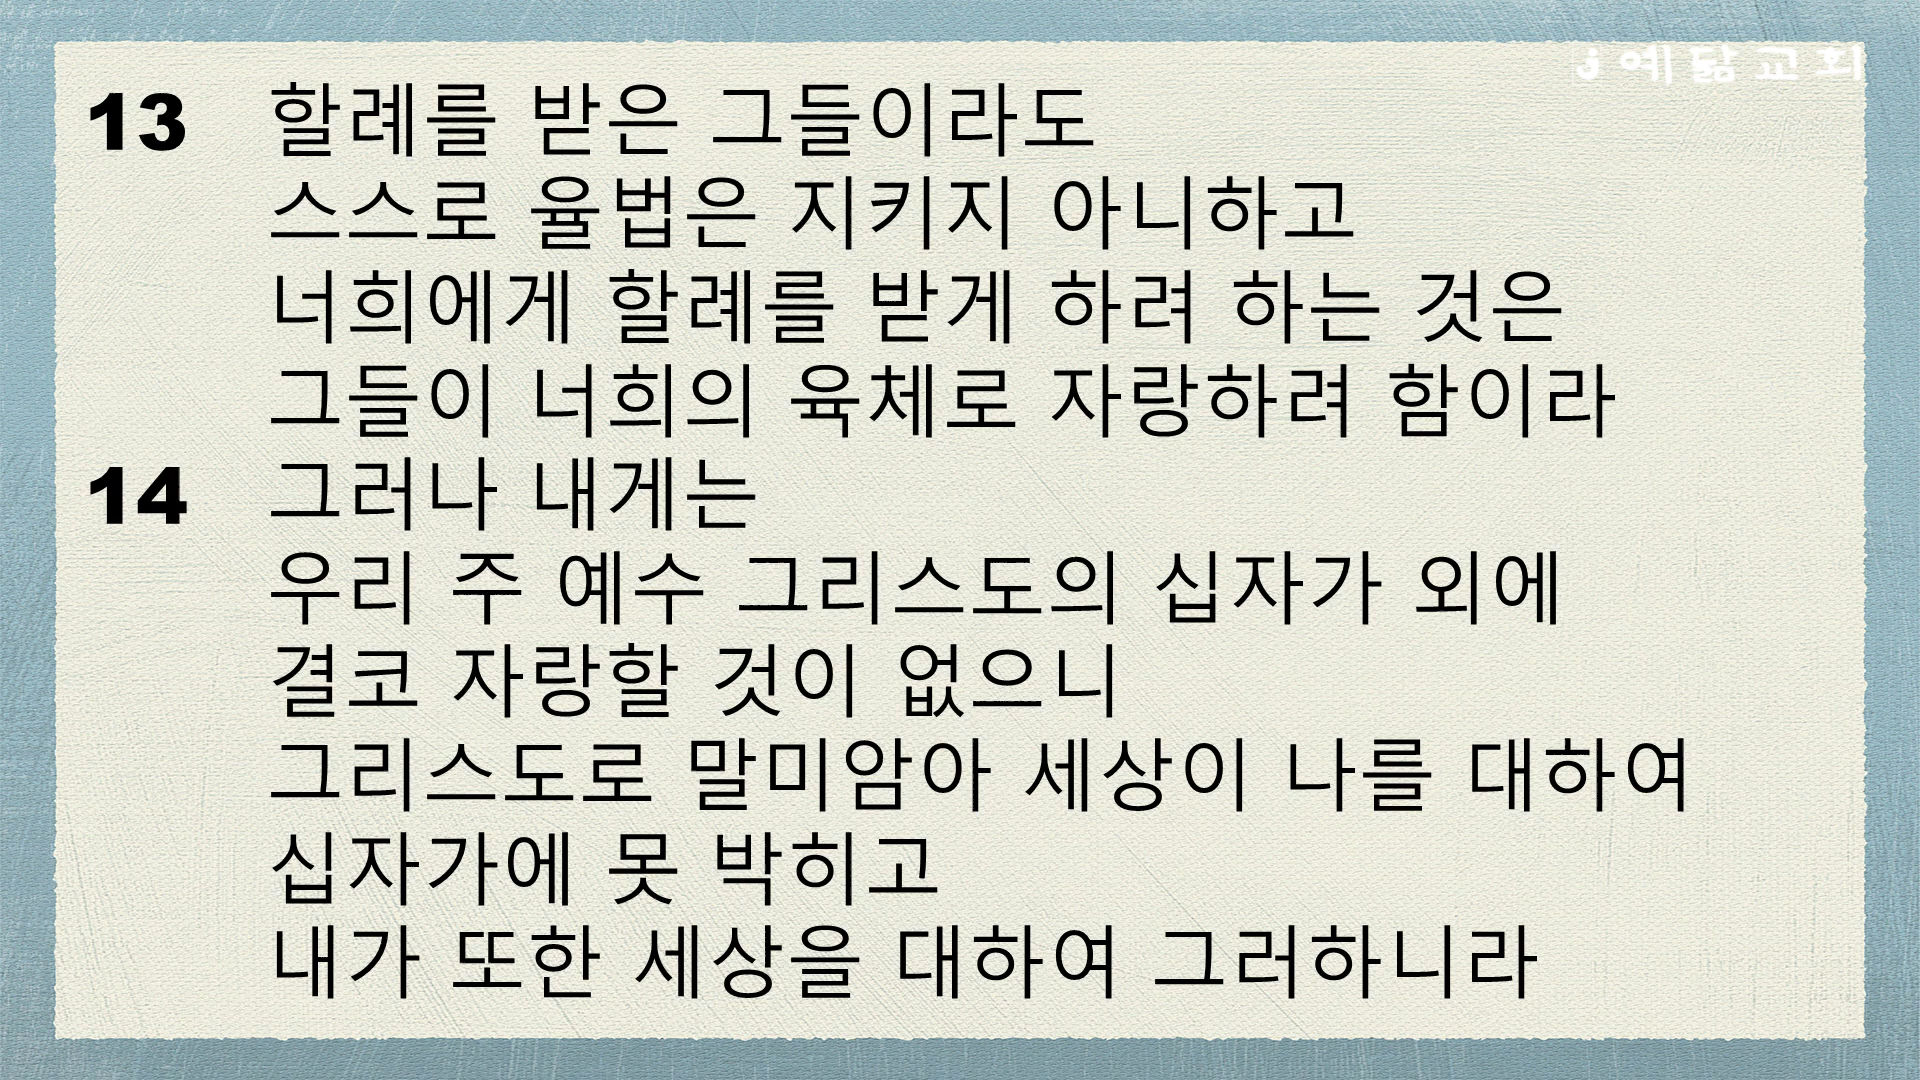 j 예닮교회
13 할례를 받은 그들이라도
스스로 율법은 지키지 아니하고
너희에게 할례를 받게 하려 하는 것은
그들이 너희의 육체로 자랑하려 함이라
14 그러나 내게는
우리 주 예수 그리스도의 십자가 외에
결코 자랑할 것이 없으니
그리스도로 말미암아 세상이 나를 대하여
십자가에 못 박히고
내가 또한 세상을 대하여 그러하니라